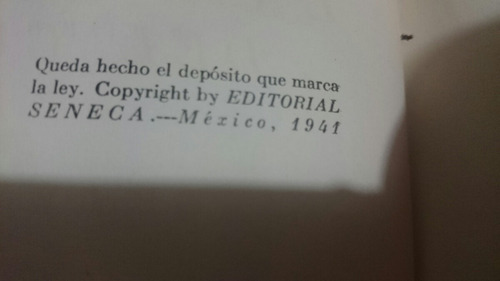 Queda hecho el depósito que marca
la ley. Copyright by EDITORIAL
SENECA.—México, 1941